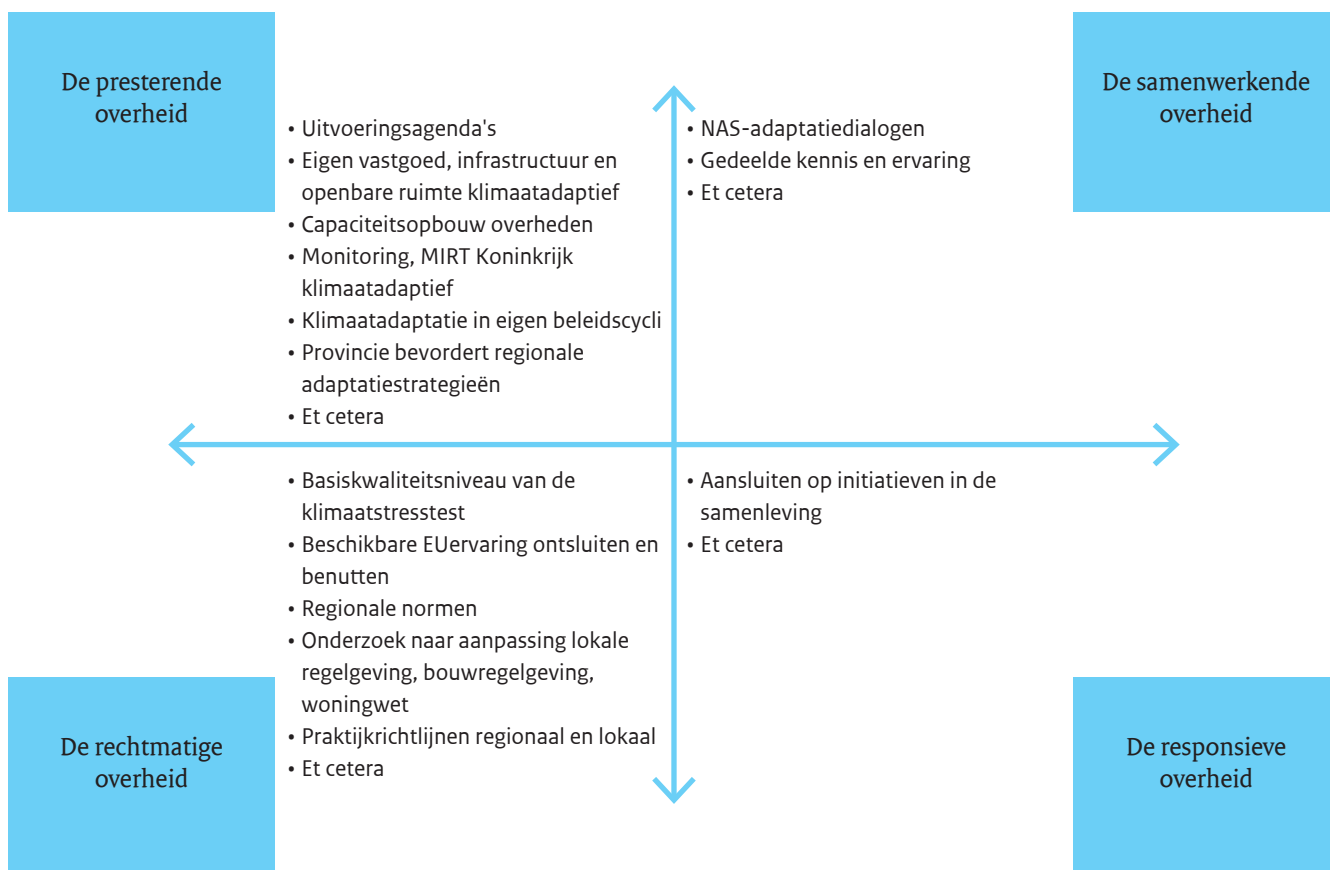 De presterende
overheid
• Uitvoeringsagenda's
• Eigen vastgoed, infrastructuur en
openbare ruimte klimaatadaptief
• Capaciteitsopbouw overheden
• Monitoring, MIRT Koninkrijk
klimaatadaptief
• Klimaatadaptatie in eigen beleidscycli
• Provincie bevordert regionale
adaptatiestrategieën
• Et cetera
De samenwerkende
overheid
• NAS-adaptatiedialogen
• Gedeelde kennis en ervaring
• Et cetera
De rechtmatige
overheid
• Basiskwaliteitsniveau van de
klimaatstresstest
• Beschikbare EUervaring ontsluiten en
benutten
• Regionale normen
• Onderzoek naar aanpassing lokale
regelgeving, bouwregelgeving,
woningwet
• Praktijkrichtlijnen regionaal en lokaal
• Et cetera
• Aansluiten op initiatieven in de
samenleving
• Et cetera
De responsieve
overheid